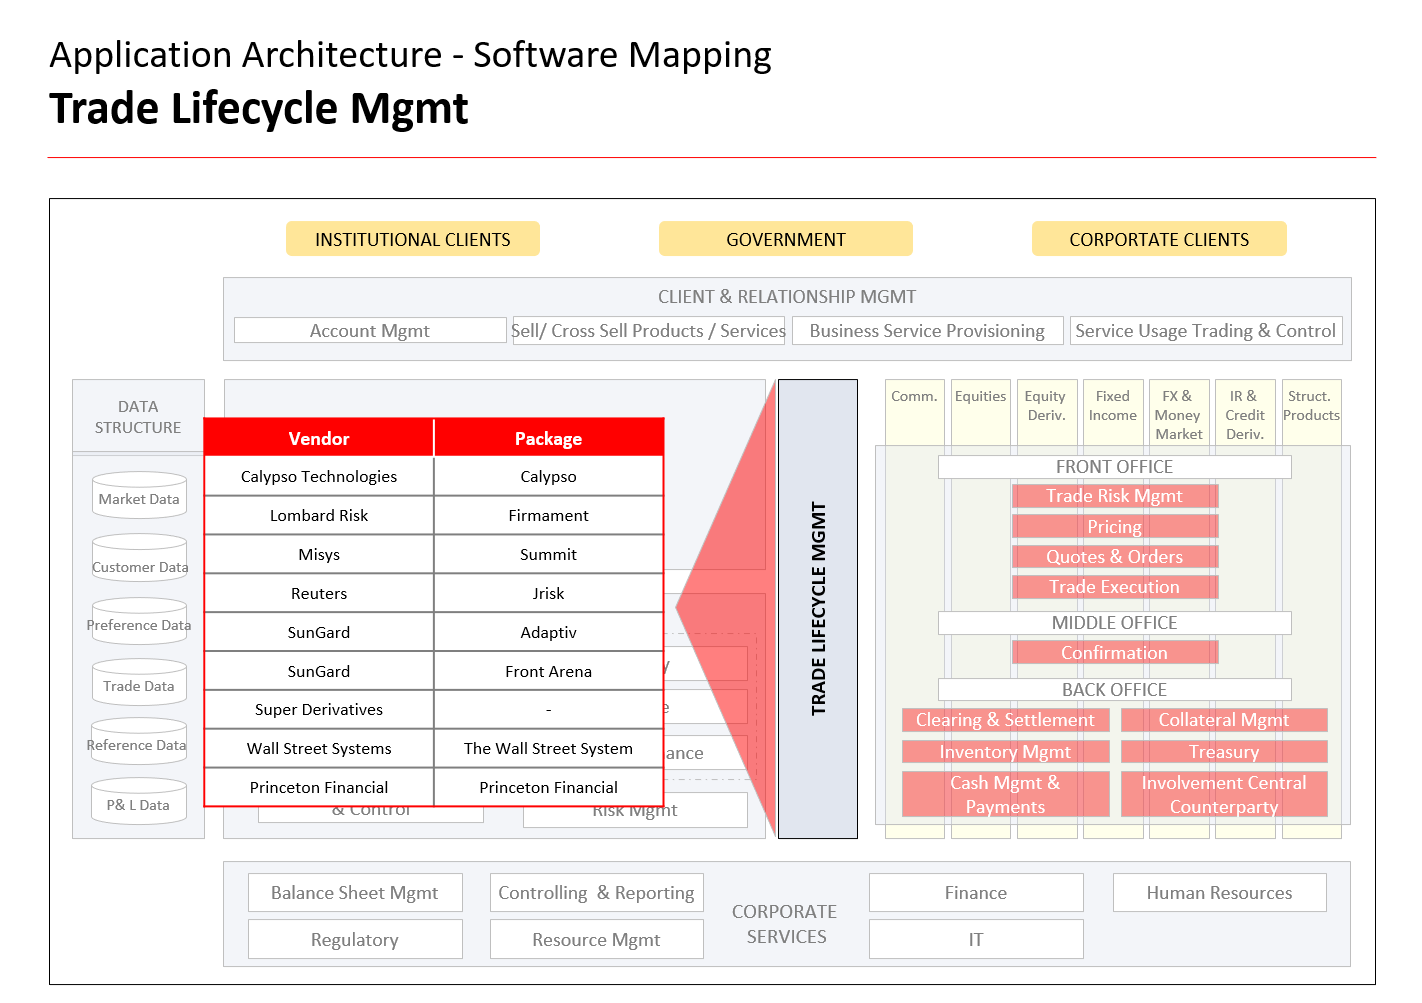 Application Architecture - Software Mapping
Trade Lifecycle Mgmt
INSTITUTIONAL CLIENTS
GOVERNMENT
CORPORTATE CLIENTS
CLIENT & RELATIONSHIP MGMT
Account Mgmt
Sell/ Cross Sell Products / Services
Business Service Provisioning
Service Usage Trading & Control
DATA
STRUCTURE
Market Data
Customer Data
Preference Data
Trade Data
Reference Data
P& L Data
Vendor Package
Calypso Technologies Calypso
Lombard Risk Firmament
Misys Summit
Reuters Jrisk
SunGard Adaptiv
SunGard Front Arena
Super Derivatives -
Wall Street Systems The Wall Street System
Princeton Financial Princeton Financial
& Control
Risk Mgmt
TRADE LIFECYCLE MGMT
Comm.
Equities
Equity
Deriv.
Fixed
Income
FX &
Money
Market
IR &
Credit
Deriv.
Struct.
Products
FRONT OFFICE
Trade Risk Mgmt
Pricing
Quotes & Orders
Trade Execution
MIDDLE OFFICE
Confirmation
BACK OFFICE
Clearing & Settlement
Collateral Mgmt
Inventory Mgmt
Treasury
Cash Mgmt &
Payments
Involvement Central
Counterparty
Balance Sheet Mgmt
Controlling & Reporting
Regulatory
Resource Mgmt
CORPORATE
SERVICES
Finance
Human Resources
IT